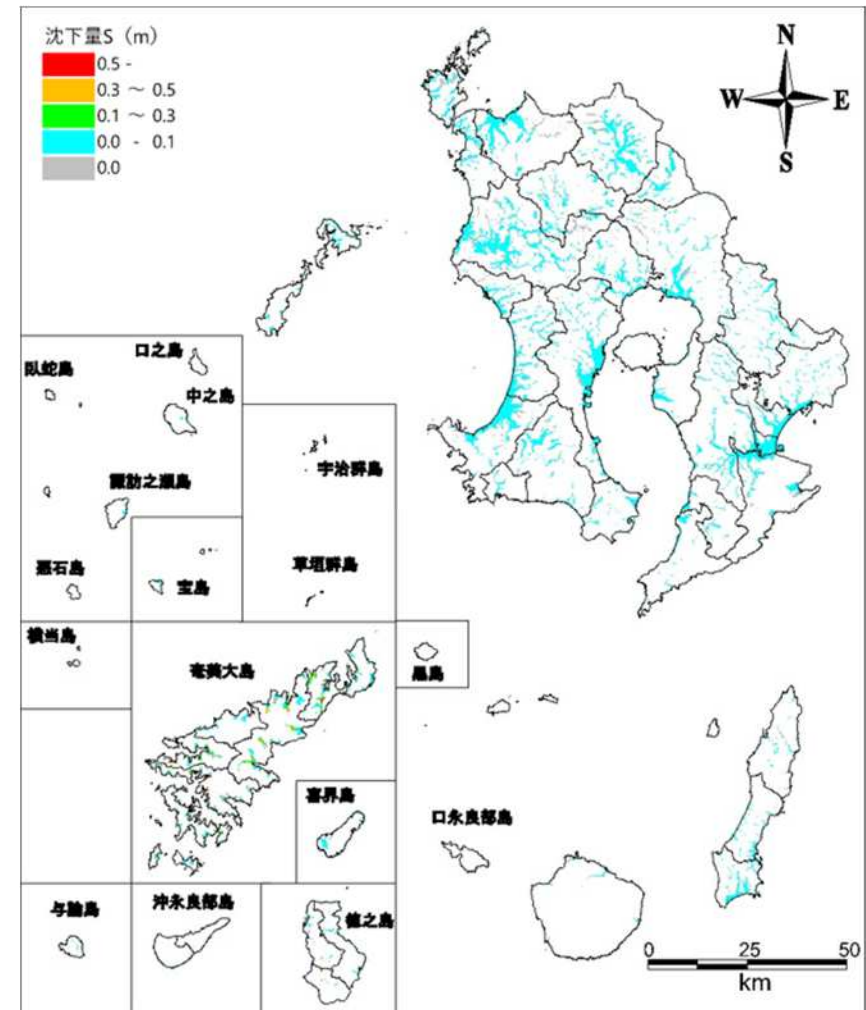 沈下量S（m）
0.5 -
0.3 ～ 0.5
0.1 ～ 0.3
0.0 - 0.1
0.0
N
W
E
S
口之島
臥蛇島
中之島
諏訪之瀬島
宇治群島
悪石島
宝島
草垣群島
横当島
奄美大島
黒島
喜界島
口永良部島
与論島
沖永良部島
徳之島
0 25 50
km